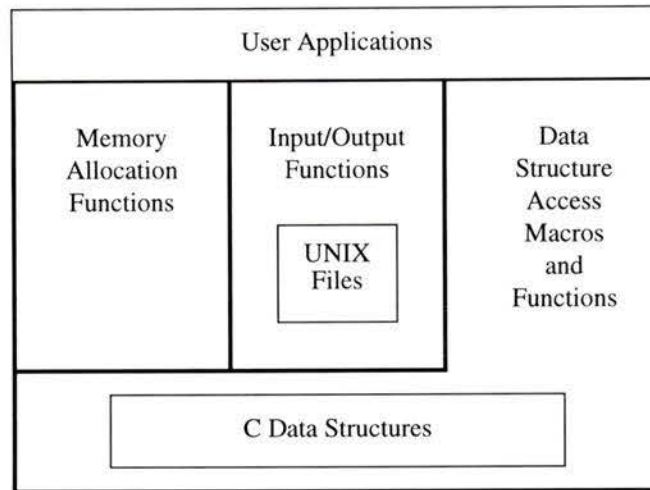 User Applications
Memory
Allocation
Functions
Input/Output
Functions
UNIX
Files
Data
Structure
Access
Macros
and
Functions
C Data Structures